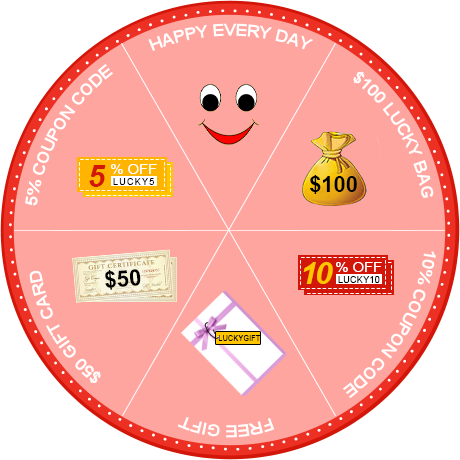 HAPPY EVERY DAY
$100 LUCKY BAG
$100
10% COUPON CODE
10 % OFF
LUCKY10
FREE GIFT
LUCKYGIFT
$50 GIFT CARD
GIFT CERTIFICATE
$50
5% COUPON CODE
5 % OFF
LUCKY5